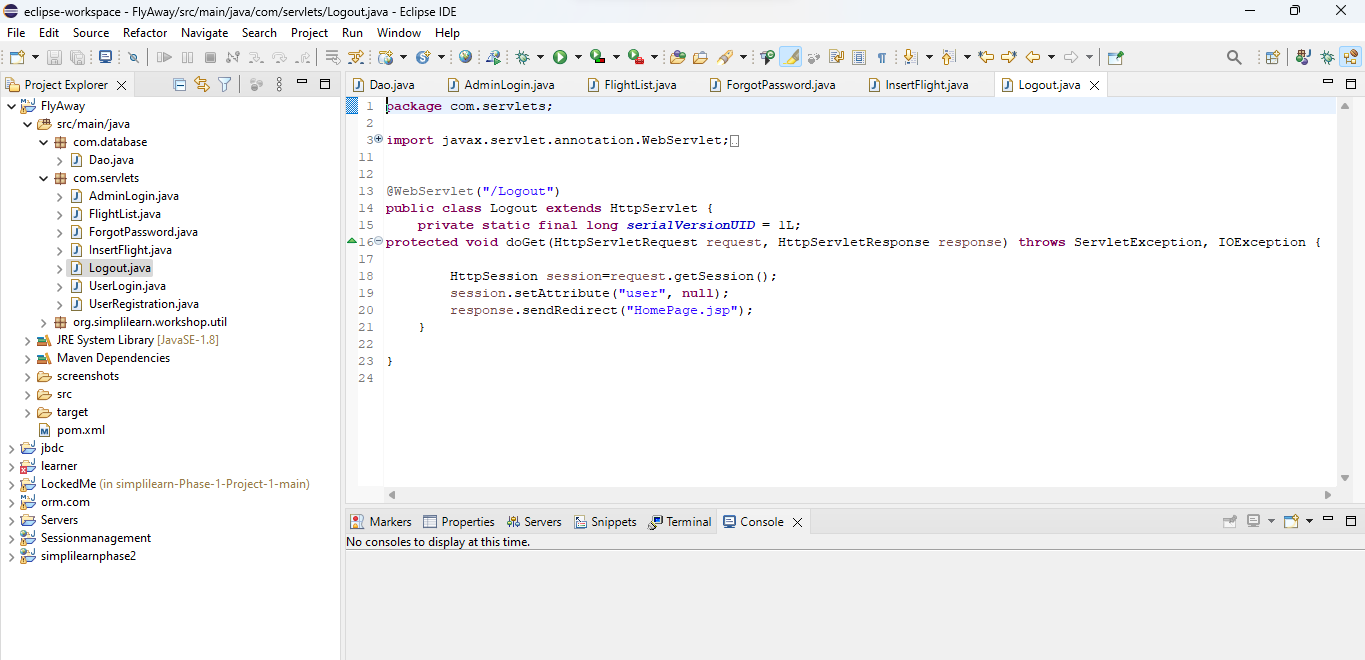 eclipse-workspace - FlyAway/src/main/java/com/servlets/Logout.java - Eclipse IDE
File Edit Source Refactor Navigate Search Project Run Window Help
Project Explorer
FlyAway
src/main/java
com.database
Dao.java
com.servlets
AdminLogin.java
FlightList.java
ForgotPassword.java
InsertFlight.java
Logout.java
UserLogin.java
UserRegistration.java
org.simplilearn.workshop.util
JRE System Library [JavaSE-1.8]
Maven Dependencies
screenshots
src
target
pom.xml
jbdc
learner
LockedMe (in simplilearn-Phase-1-Project-1-main)
orm.com
Servers
Sessionmanagement
simplilearnphase2
Dao.java AdminLogin.java FlightList.java ForgotPassword.java InsertFlight.java Logout.java
1 package com.servlets;
2
3 import javax.servlet.annotation.WebServlet;
11
12
13 @WebServlet("/Logout")
14 public class Logout extends HttpServlet {
15 private static final long serialVersionUID = 1L;
16 protected void doGet(HttpServletRequest request, HttpServletResponse response) throws ServletException, IOException {
17
18 HttpSession session=request.getSession();
19 session.setAttribute("user", null);
20 response.sendRedirect("HomePage.jsp");
21 }
22
23 }
24
Markers Properties Servers Snippets Terminal Console
No consoles to display at this time.